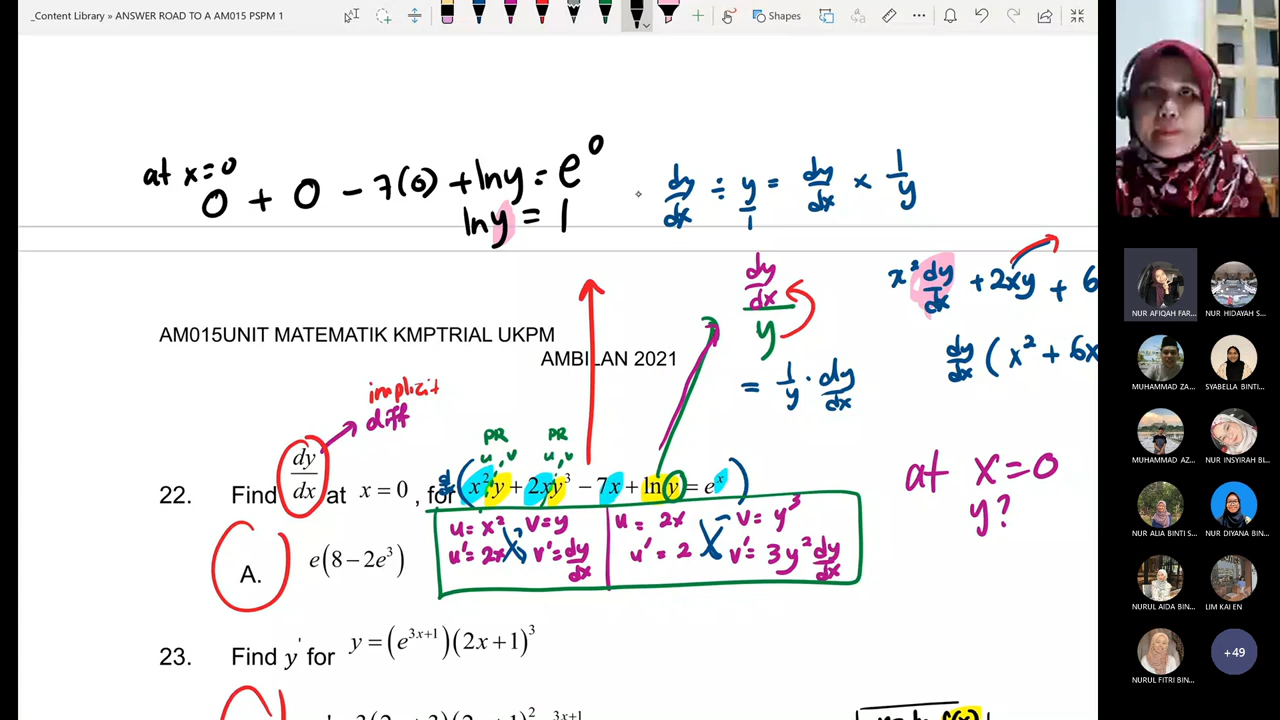 _Content Library » ANSWER ROAD TO A AM015 PSPM 1
Shapes
at x=0
0 + 0 − 7(0) + ln y = e^0
ln y = 1
dy/dx ÷ y/1 = dy/dx × 1/y
dy/dx
y
= 1/y · dy/dx
x² dy/dx + 2xy + 6
dy/dx ( x² + 6x
AM015UNIT MATEMATIK KMPTRIAL UKPM
AMBILAN 2021
implicit
diff
PR PR
u v u v
22. Find dy/dx at x = 0 , for d/dx ( x²y + 2xy³ − 7x + ln y = e^x )
u = x² v = y u = 2x v = y³
u' = 2x v' = dy/dx u' = 2 v' = 3y² dy/dx
A. e(8 − 2e³)
at x=0
y?
23. Find y' for y = (e^(3x+1))(2x+1)³
NUR AFIQAH FAR...
NUR HIDAYAH S...
MUHAMMAD ZA...
SYABELLA BINTI...
MUHAMMAD AZ...
NUR INSYIRAH BI...
NUR ALIA BINTI S...
NUR DIYANA BIN...
NURUL AIDA BIN...
LIM KAI EN
NURUL FITRI BIN...
+49